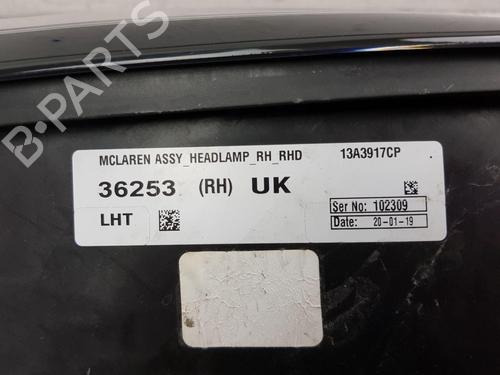 MCLAREN ASSY_HEADLAMP_RH_RHD 13A3917CP
36253 (RH) UK
LHT
Ser No: 102309
Date: 20-01-19
B-PARTS